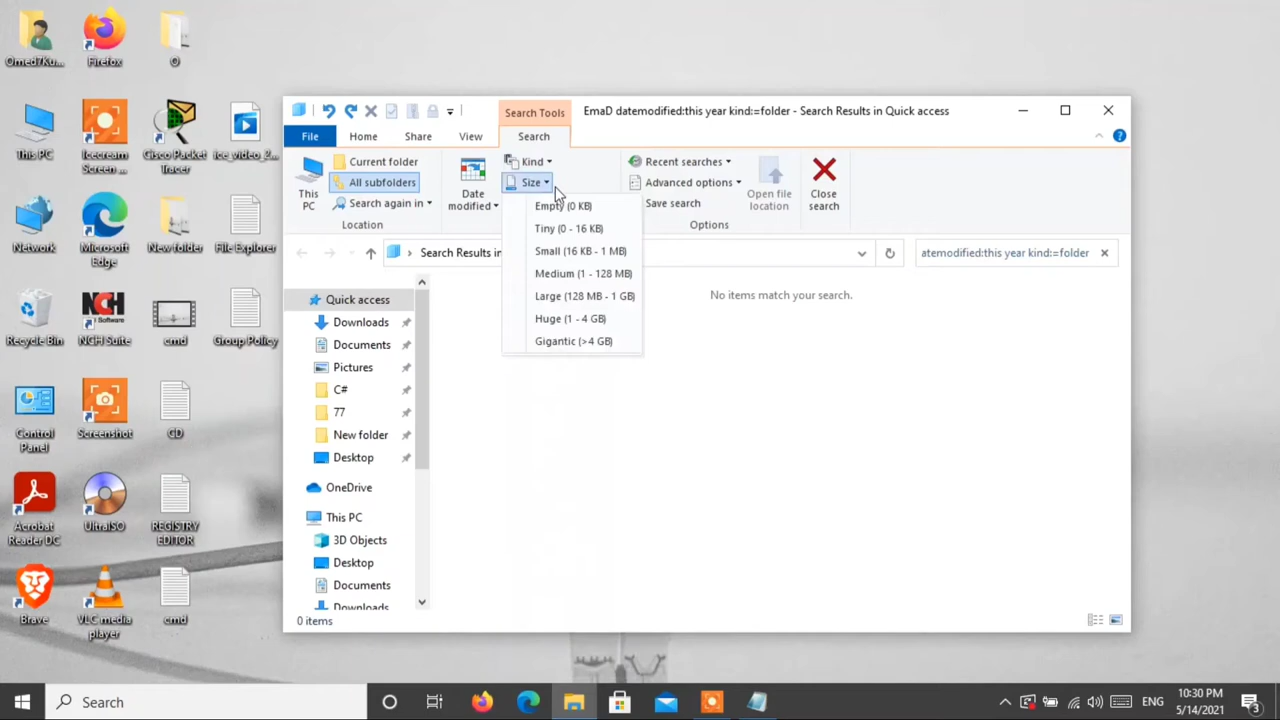 Omed7Ku...
Firefox
O
This PC
Icecream
Screen ...
Cisco Packet
Tracer
ice_video_2...
Network
Microsoft
Edge
New folder
File Explorer
Recycle Bin
NCH Software
NCH Suite
cmd
Group Policy
Control
Panel
Screenshot
CD
Acrobat
Reader DC
UltraISO
REGISTRY
EDITOR
Brave
VLC media
player
cmd
Search Tools
EmaD datemodified:this year kind:=folder - Search Results in Quick access
File
Home
Share
View
Search
This
PC
Current folder
All subfolders
Search again in
Location
Date
modified
Kind
Size
Recent searches
Advanced options
Save search
Open file
location
Options
Close
search
Empty (0 KB)
Tiny (0 - 16 KB)
Small (16 KB - 1 MB)
Medium (1 - 128 MB)
Large (128 MB - 1 GB)
Huge (1 - 4 GB)
Gigantic (>4 GB)
Search Results in
atemodified:this year kind:=folder
No items match your search.
Quick access
Downloads
Documents
Pictures
C#
77
New folder
Desktop
OneDrive
This PC
3D Objects
Desktop
Documents
Downloads
0 items
Search
ENG
10:30 PM
5/14/2021
3